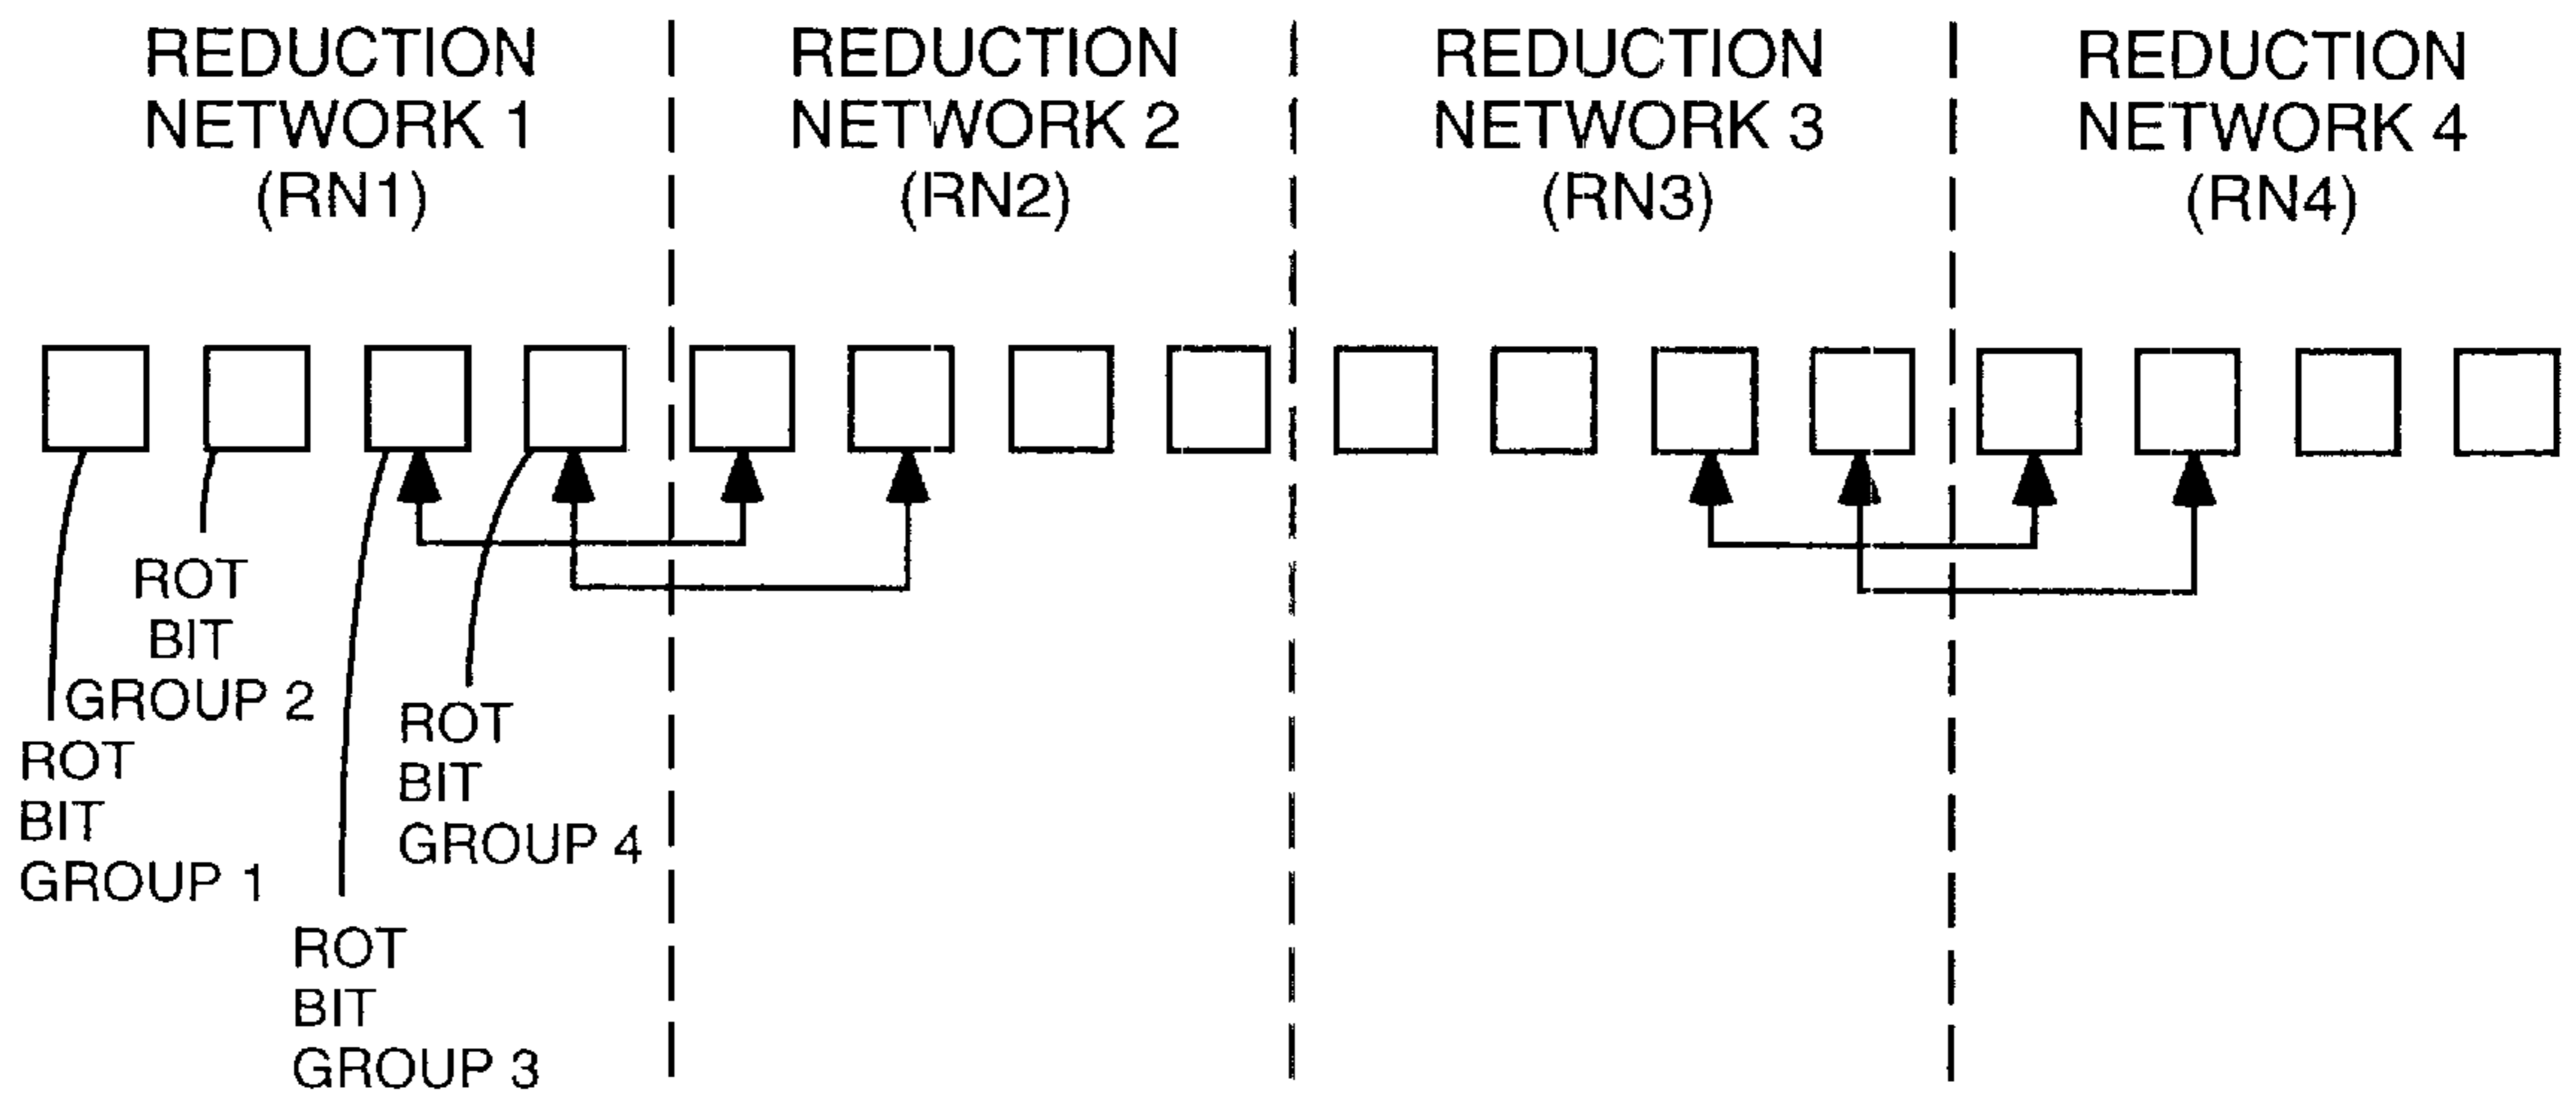 REDUCTION
NETWORK 1
(RN1)
REDUCTION
NETWORK 2
(RN2)
REDUCTION
NETWORK 3
(RN3)
REDUCTION
NETWORK 4
(RN4)
ROT
BIT
GROUP 2
ROT
BIT
GROUP 1
ROT
BIT
GROUP 4
ROT
BIT
GROUP 3